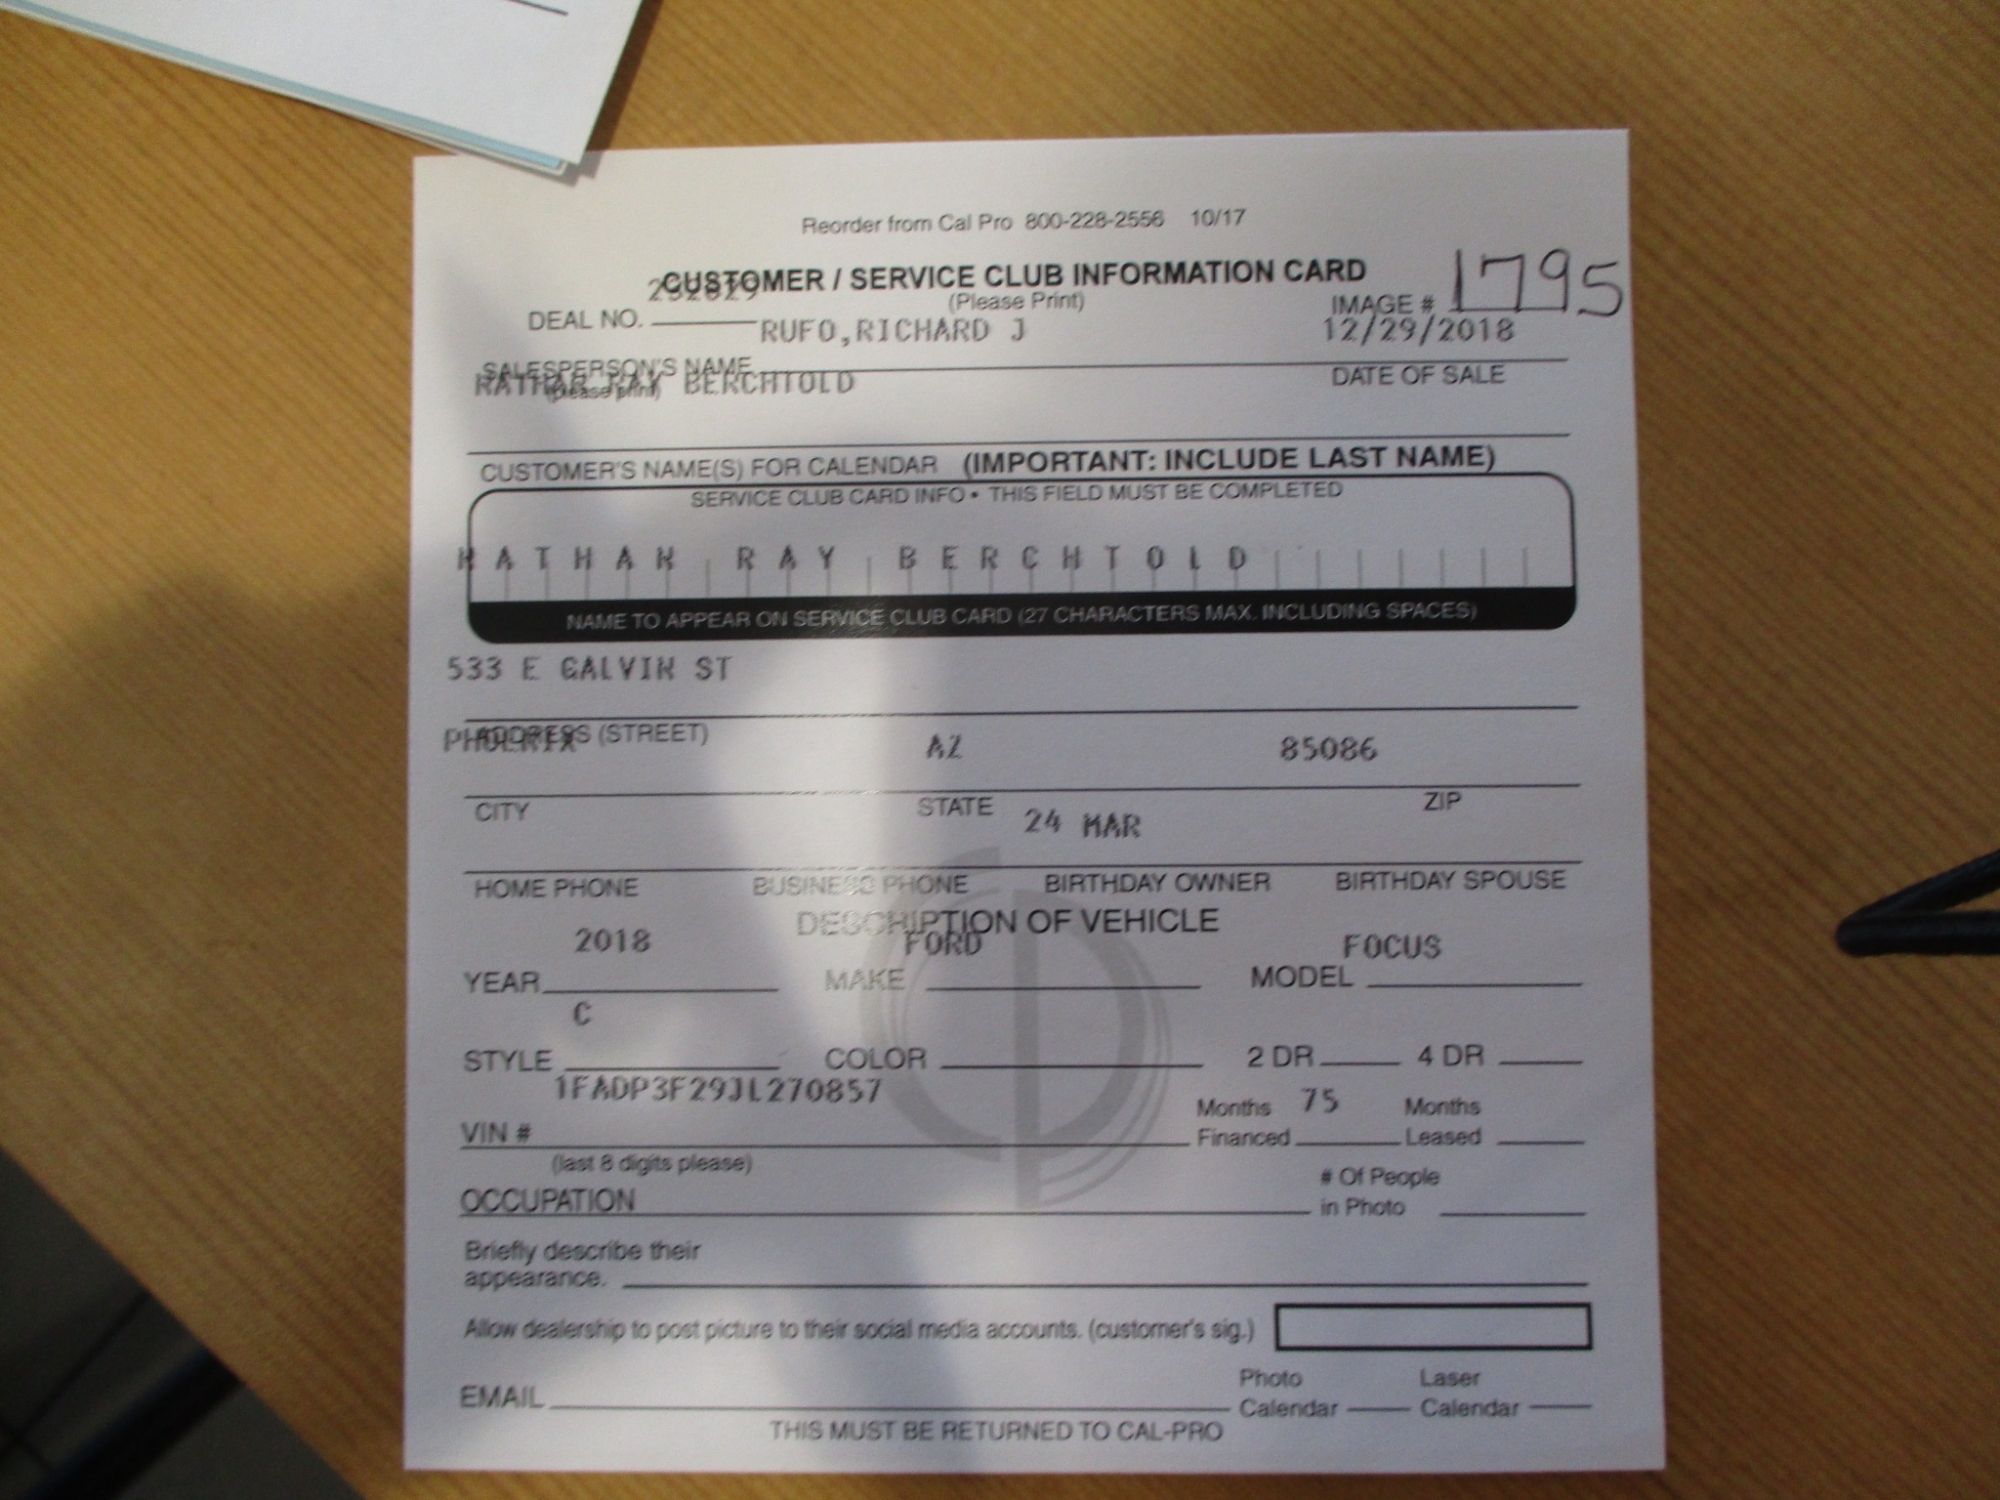 Reorder from Cal Pro 800-228-2556 10/17
CUSTOMER / SERVICE CLUB INFORMATION CARD
(Please Print)
IMAGE # 1795
DEAL NO.
RUFO,RICHARD J
12/29/2018
SALESPERSON'S NAME
(please print)
DATE OF SALE
NATHAN RAY BERCHTOLD
CUSTOMER'S NAME(S) FOR CALENDAR (IMPORTANT: INCLUDE LAST NAME)
SERVICE CLUB CARD INFO • THIS FIELD MUST BE COMPLETED
NATHAN RAY BERCHTOLD
NAME TO APPEAR ON SERVICE CLUB CARD (27 CHARACTERS MAX. INCLUDING SPACES)
533 E GALVIN ST
ADDRESS (STREET)
PHOENIX AZ 85086
CITY STATE ZIP
24 MAR
HOME PHONE BUSINESS PHONE BIRTHDAY OWNER BIRTHDAY SPOUSE
DESCRIPTION OF VEHICLE
2018 FORD FOCUS
YEAR MAKE MODEL
C
STYLE COLOR 2 DR 4 DR
1FADP3F29JL270857
Months 75 Months
VIN # Financed Leased
(last 8 digits please)
# Of People
OCCUPATION in Photo
Briefly describe their
appearance.
Allow dealership to post picture to their social media accounts. (customer's sig.)
Photo Laser
EMAIL Calendar Calendar
THIS MUST BE RETURNED TO CAL-PRO